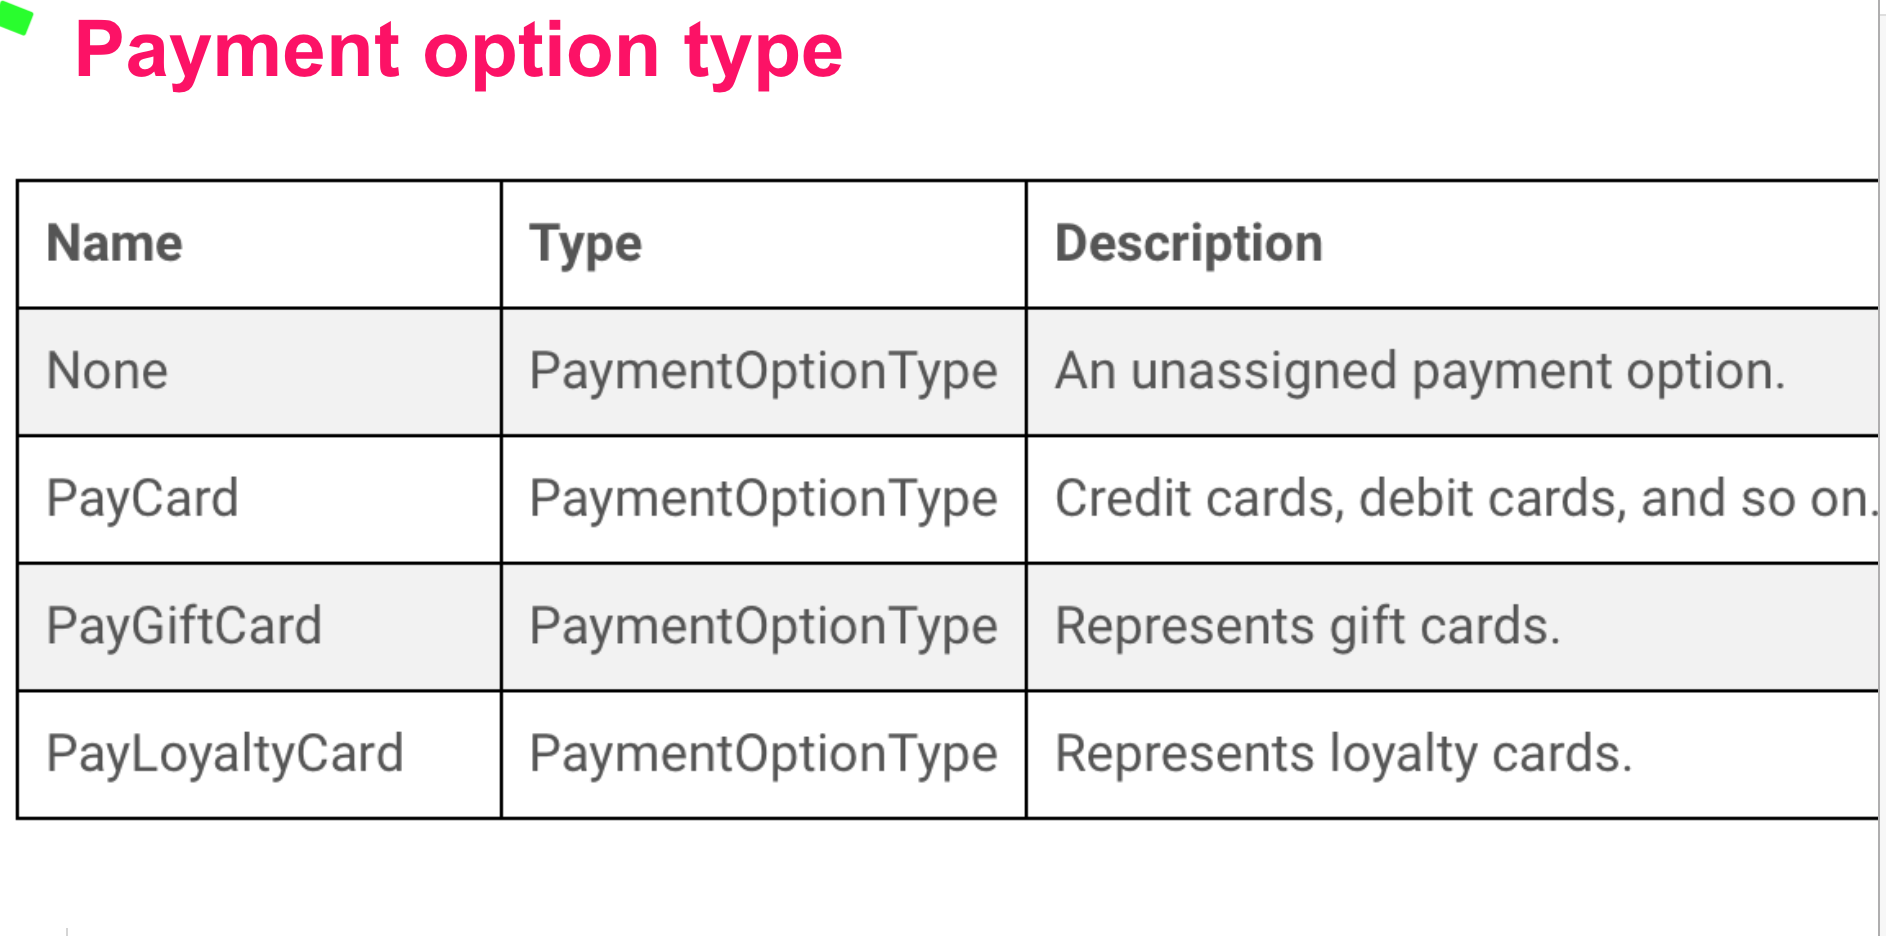 Payment option type
Name Type Description
None PaymentOptionType An unassigned payment option.
PayCard PaymentOptionType Credit cards, debit cards, and so on.
PayGiftCard PaymentOptionType Represents gift cards.
PayLoyaltyCard PaymentOptionType Represents loyalty cards.